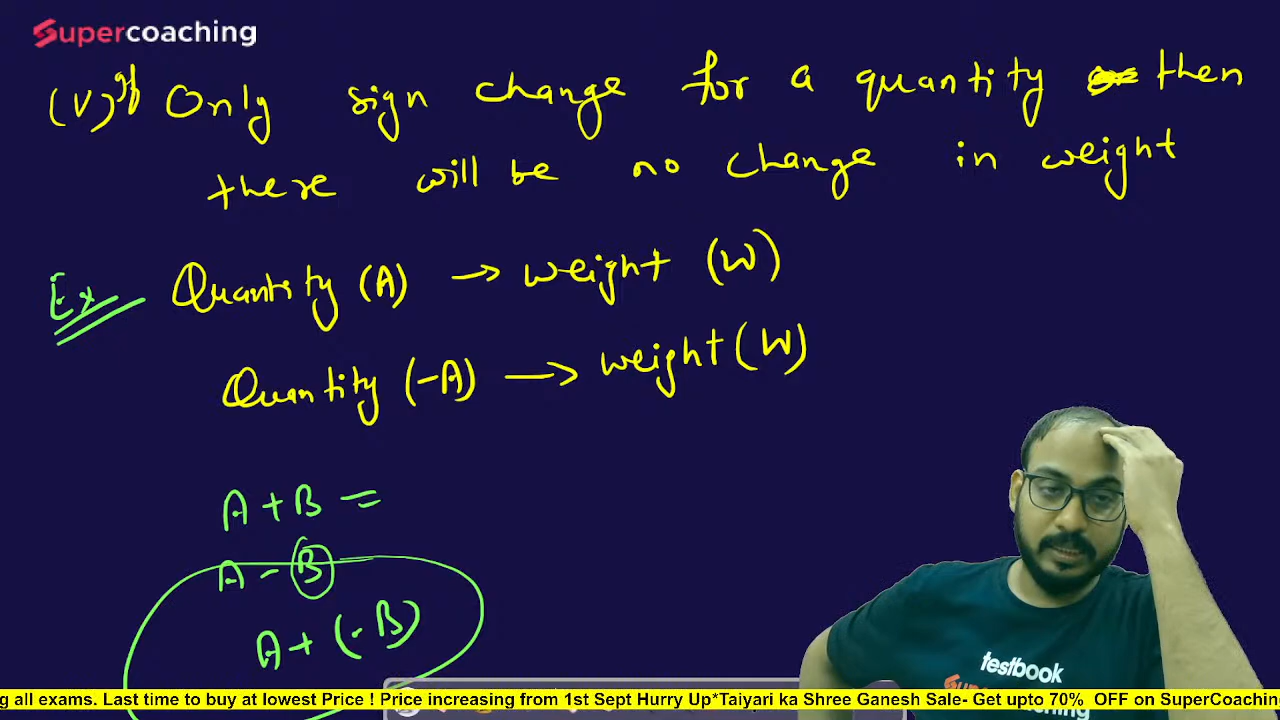 Supercoaching
(V) If Only sign change for a quantity then
there will be no change in weight
Ex Quantity (A) → weight (W)
Quantity (-A) → weight (W)
A + B =
A - B
A + (-B)
testbook
g all exams. Last time to buy at lowest Price ! Price increasing from 1st Sept Hurry Up*Taiyari ka Shree Ganesh Sale- Get upto 70% OFF on SuperCoachin